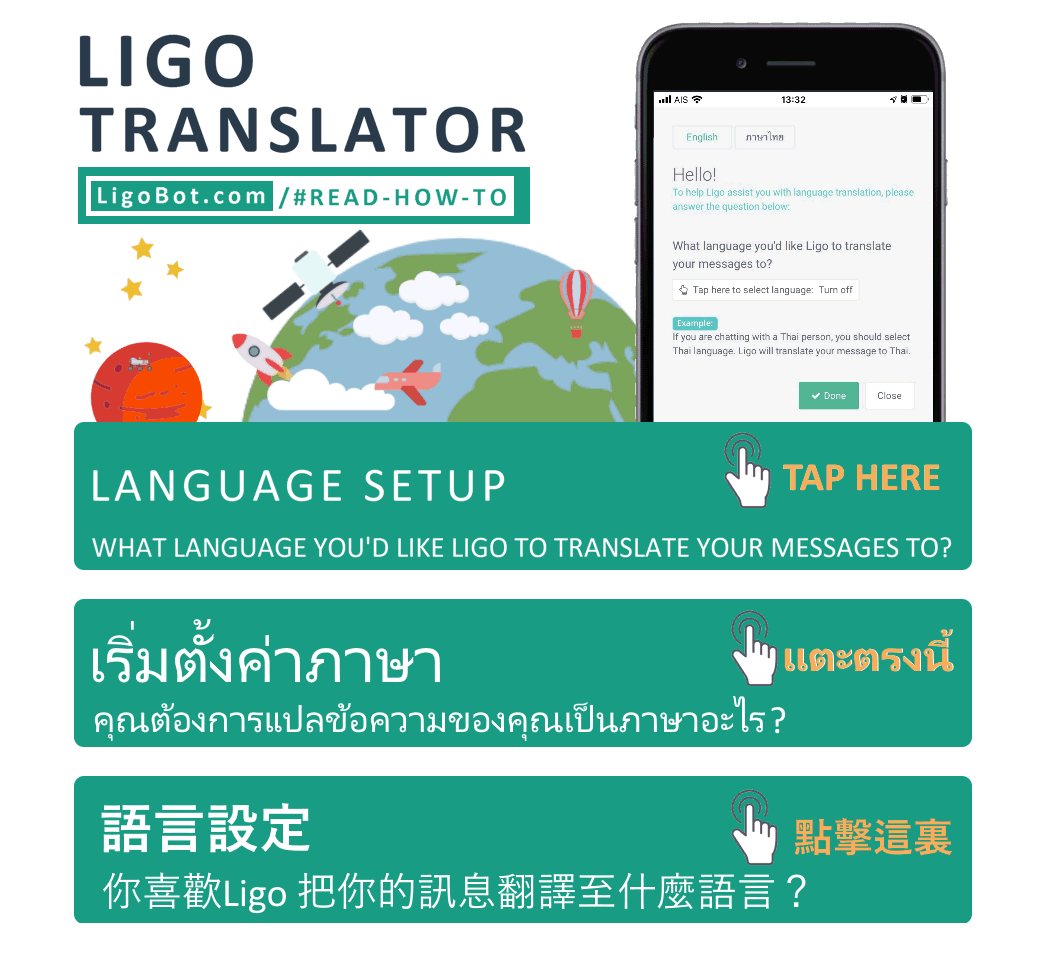 LIGO
TRANSLATOR
LigoBot.com /#READ-HOW-TO
AIS 13:32
English ภาษาไทย
Hello!
To help Ligo assist you with language translation, please
answer the question below:
What language you'd like Ligo to translate
your messages to?
Tap here to select language: Turn off
Example:
If you are chatting with a Thai person, you should select
Thai language. Ligo will translate your message to Thai.
Done Close
LANGUAGE SETUP
TAP HERE
WHAT LANGUAGE YOU'D LIKE LIGO TO TRANSLATE YOUR MESSAGES TO?
เริ่มตั้งค่าภาษา
แตะตรงนี้
คุณต้องการแปลข้อความของคุณเป็นภาษาอะไร?
語言設定
點擊這裏
你喜歡Ligo 把你的訊息翻譯至什麼語言？